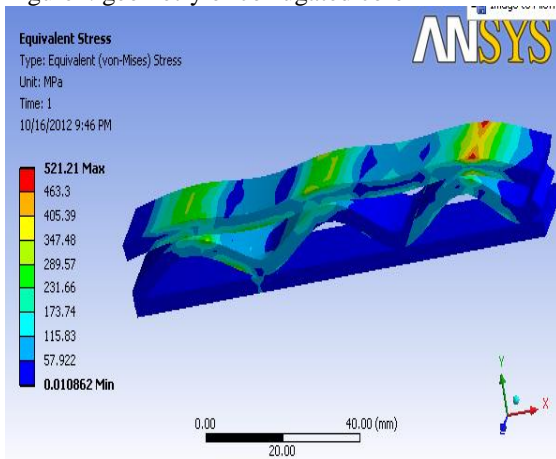 Equivalent Stress
Type: Equivalent (von-Mises) Stress
Unit: MPa
Time: 1
10/16/2012 9:46 PM
ANSYS
521.21 Max
463.3
405.39
347.48
289.57
231.66
173.74
115.83
57.922
0.010862 Min
Y
X
0.00
40.00 (mm)
20.00